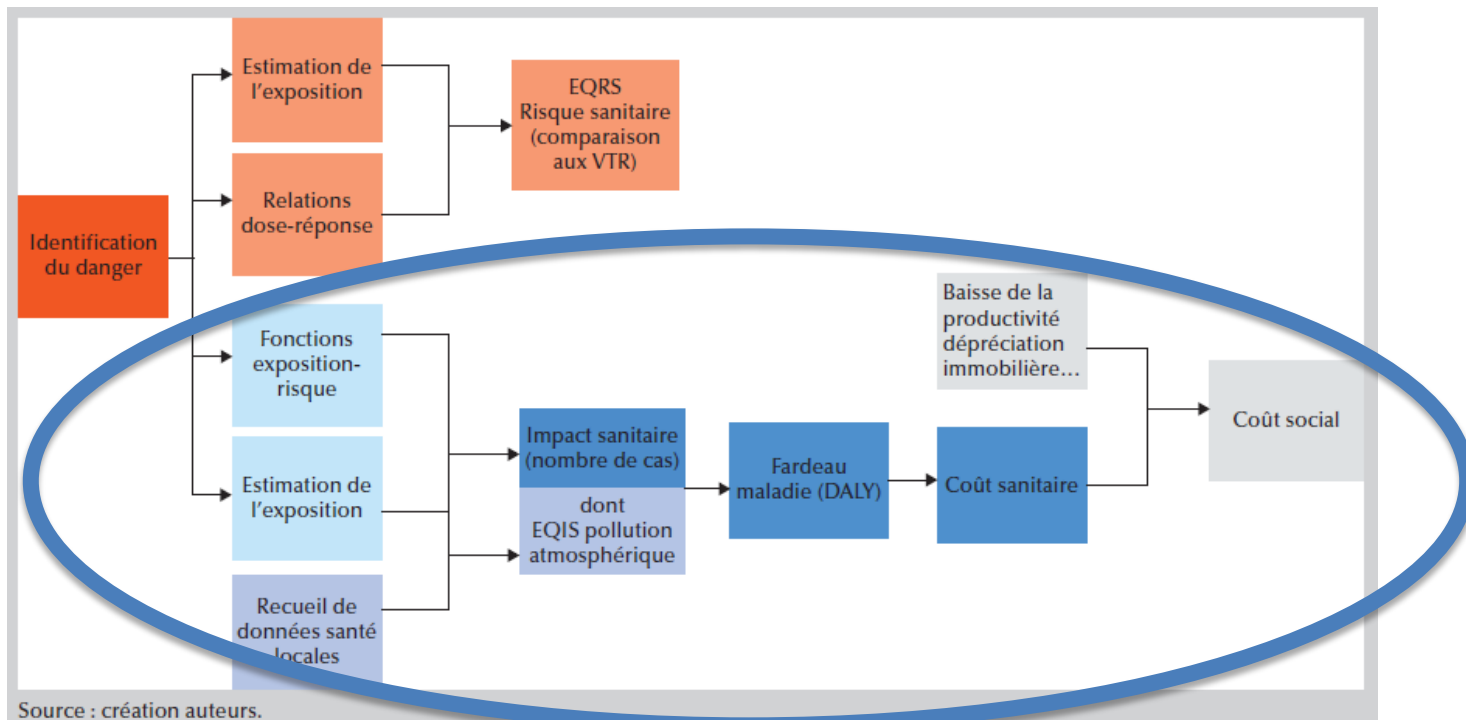 Estimation de
l'exposition
EQRS
Risque sanitaire
(comparaison
aux VTR)
Relations
dose-réponse
Identification
du danger
Fonctions
exposition-
risque
Baisse de la
productivité
dépréciation
immobilière…
Coût social
Impact sanitaire
(nombre de cas)
dont
EQIS pollution
atmosphérique
Fardeau
maladie (DALY)
Coût sanitaire
Estimation de
l'exposition
Recueil de
données santé
locales
Source : création auteurs.